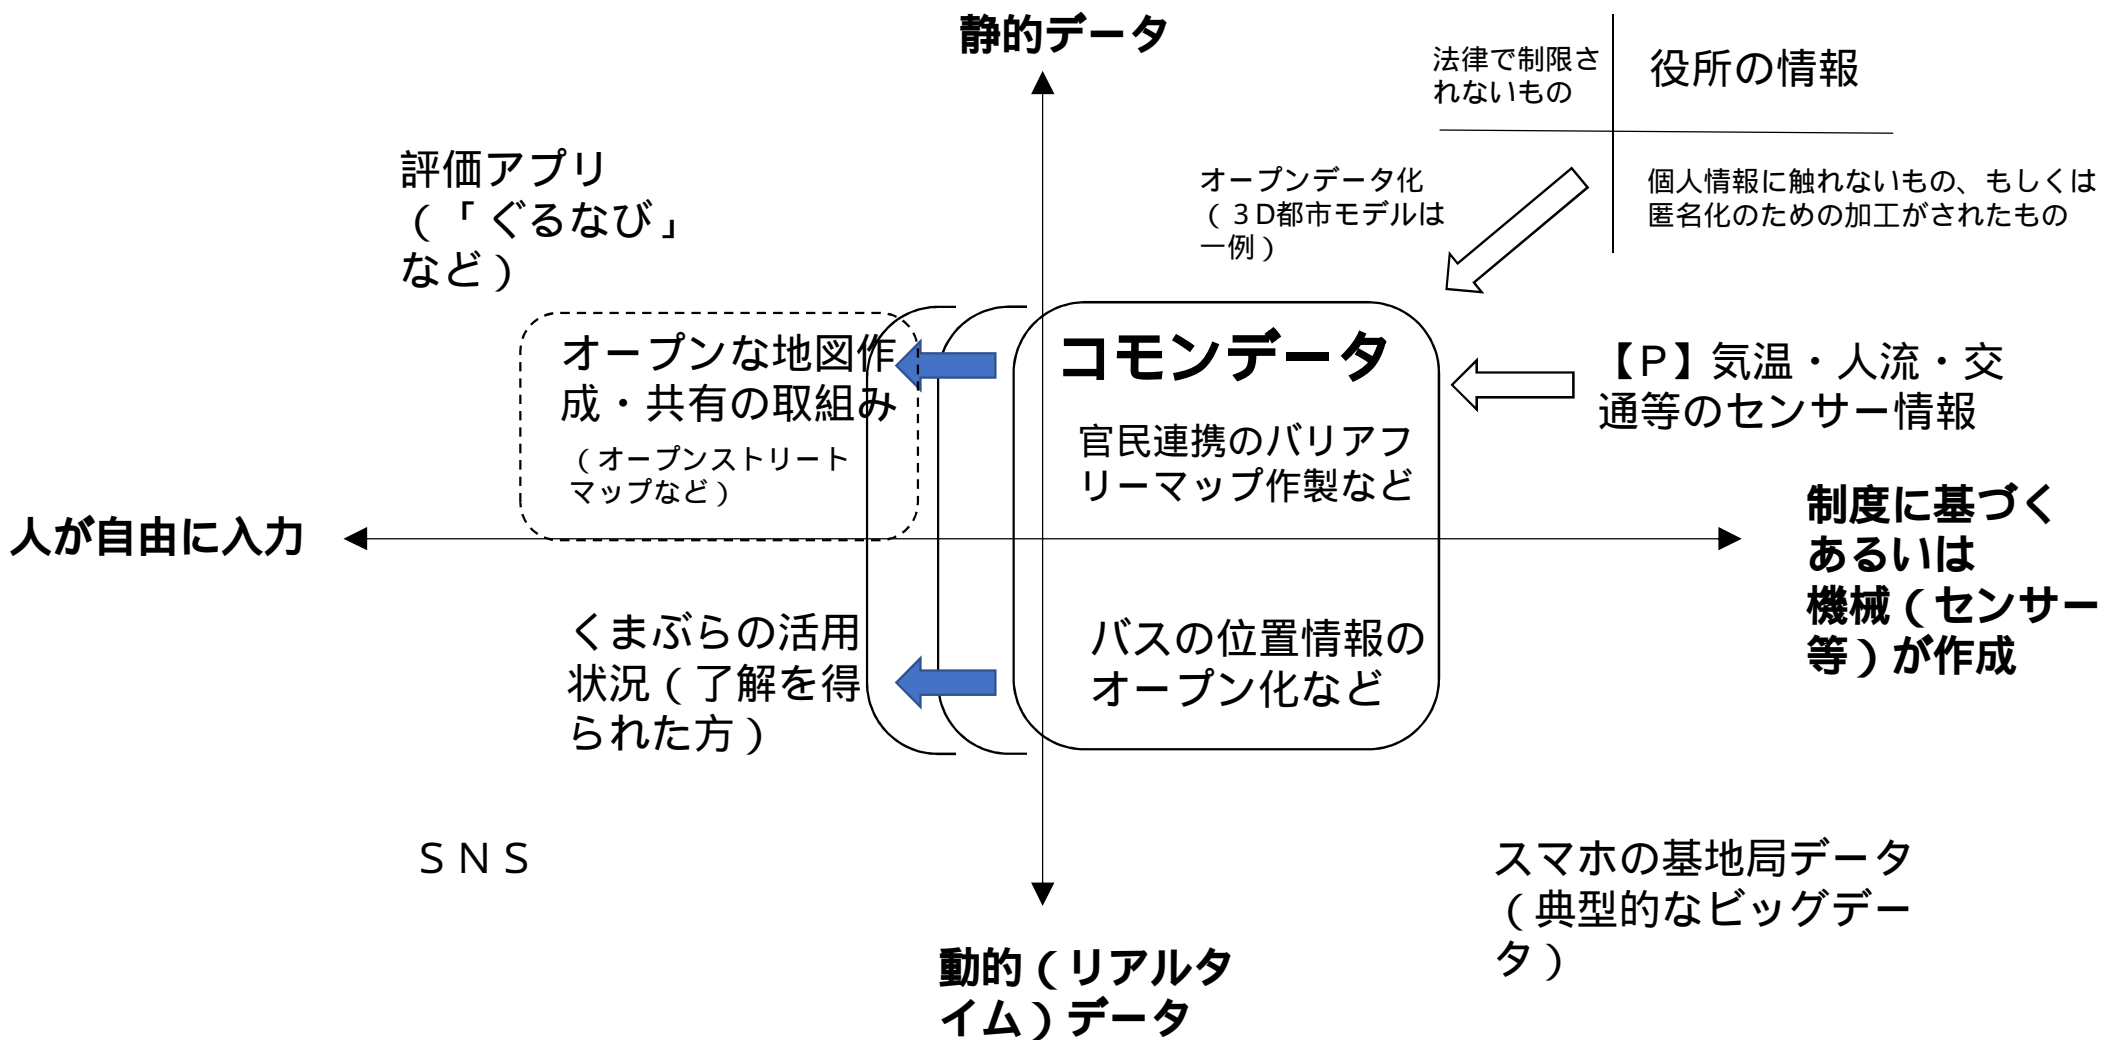 静的データ
法律で制限さ
れないもの
役所の情報
評価アプリ
(「ぐるなび」
など)
オープンデータ化
(３D都市モデルは
一例)
個人情報に触れないもの、もしくは
匿名化のための加工がされたもの
オープンな地図作
成・共有の取組み
(オープンストリート
マップなど)
コモンデータ
官民連携のバリアフ
リーマップ作製など
【P】気温・人流・交
通等のセンサー情報
人が自由に入力
制度に基づく
あるいは
機械(センサー
等)が作成
くまぶらの活用
状況(了解を得
られた方)
バスの位置情報の
オープン化など
ＳＮＳ
スマホの基地局データ
(典型的なビッグデー
タ)
動的(リアルタ
イム)データ